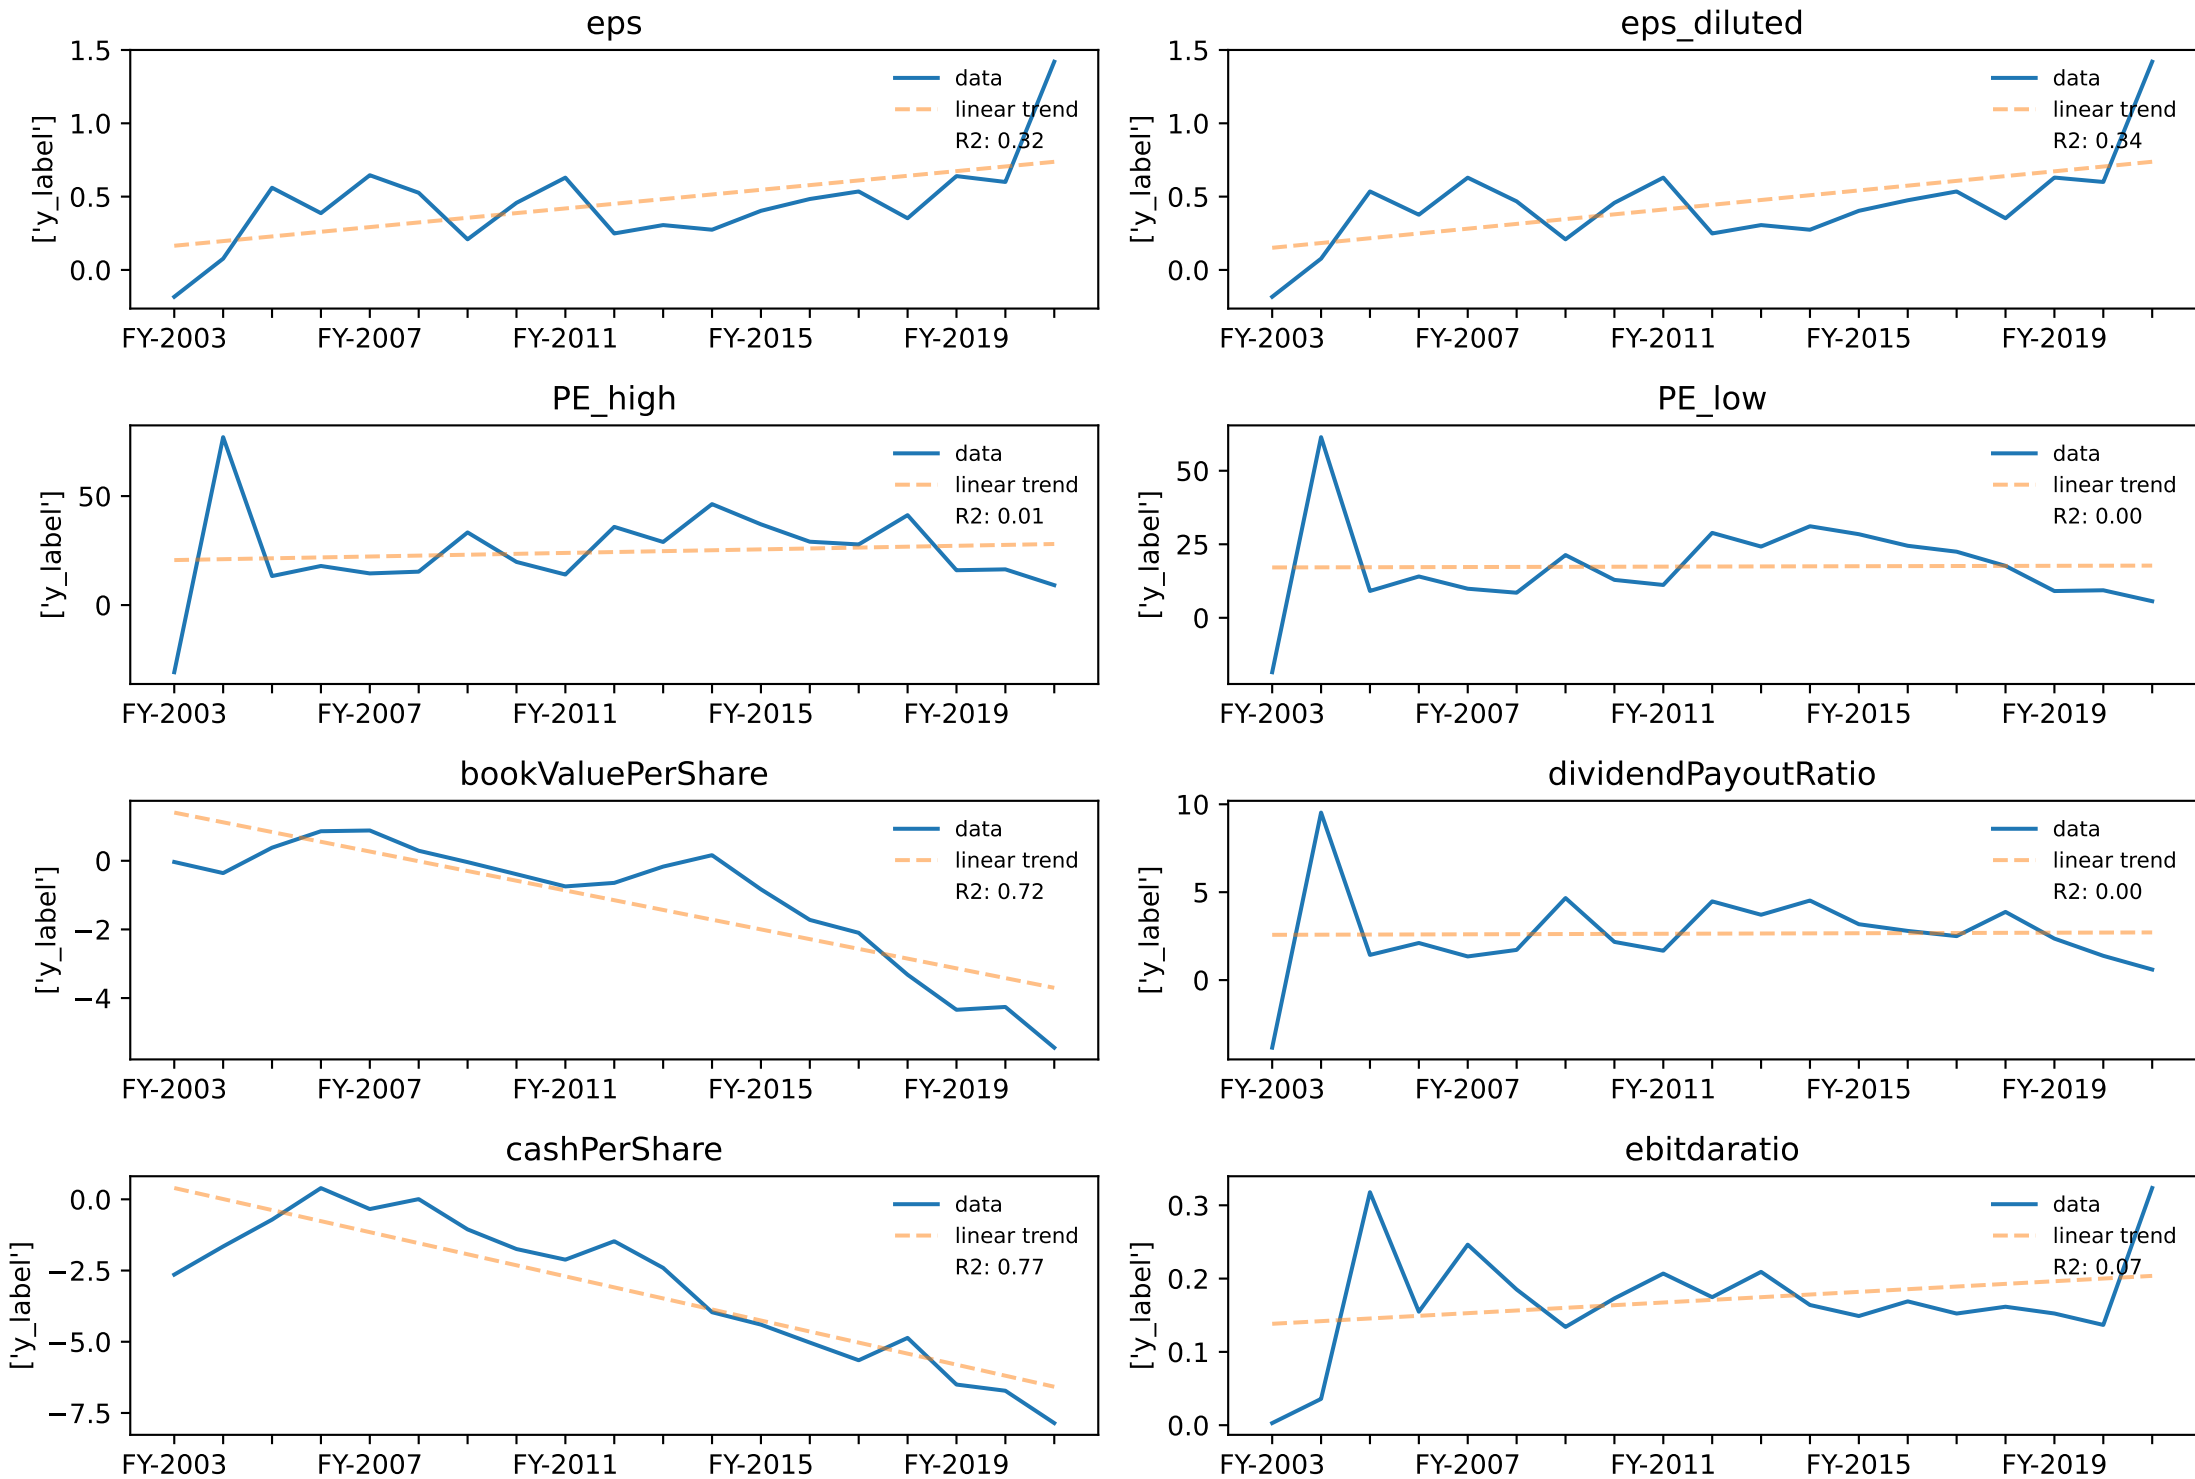 eps
1.5
1.0
0.5
0.0
['y_label']
data
linear trend
R2: 0.32
FY-2003 FY-2007 FY-2011 FY-2015 FY-2019
eps_diluted
1.5
1.0
0.5
0.0
['y_label']
data
linear trend
R2: 0.34
FY-2003 FY-2007 FY-2011 FY-2015 FY-2019
PE_high
50
0
['y_label']
data
linear trend
R2: 0.01
FY-2003 FY-2007 FY-2011 FY-2015 FY-2019
PE_low
50
25
0
['y_label']
data
linear trend
R2: 0.00
FY-2003 FY-2007 FY-2011 FY-2015 FY-2019
bookValuePerShare
0
−2
−4
['y_label']
data
linear trend
R2: 0.72
FY-2003 FY-2007 FY-2011 FY-2015 FY-2019
dividendPayoutRatio
10
5
0
['y_label']
data
linear trend
R2: 0.00
FY-2003 FY-2007 FY-2011 FY-2015 FY-2019
cashPerShare
0.0
−2.5
−5.0
−7.5
['y_label']
data
linear trend
R2: 0.77
FY-2003 FY-2007 FY-2011 FY-2015 FY-2019
ebitdaratio
0.3
0.2
0.1
0.0
['y_label']
data
linear trend
R2: 0.07
FY-2003 FY-2007 FY-2011 FY-2015 FY-2019